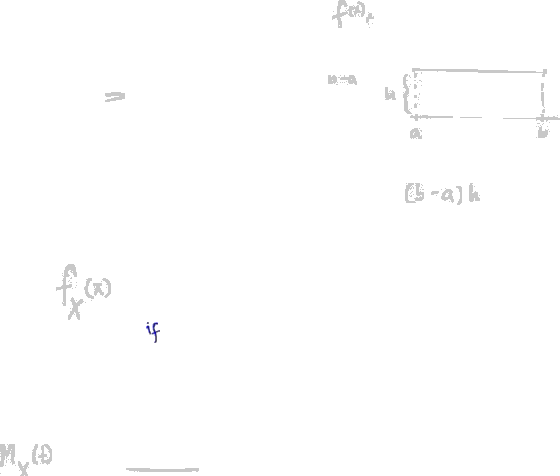 f(x)
=
h
a b
(b-a) h
f_X(x)
if
M_X(t)